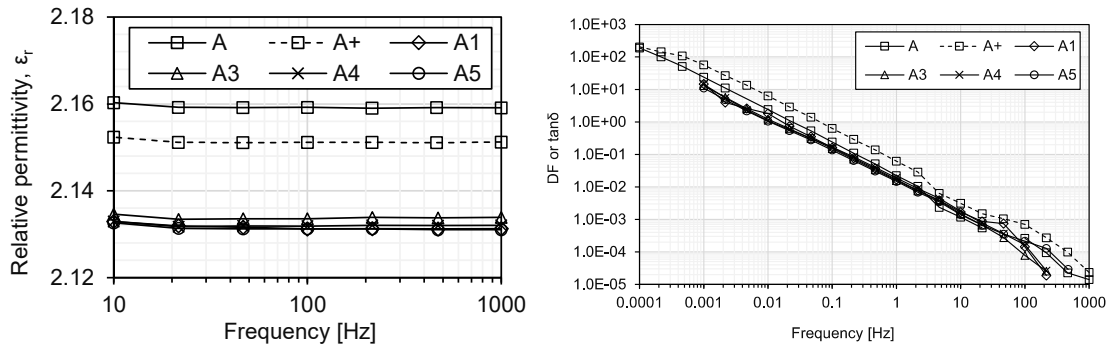 Relative permittivity, εr
2.18
2.16
2.14
2.12
A A+ A1
A3 A4 A5
10 100 1000
Frequency [Hz]
DF or tanδ
1.0E+03
1.0E+02
1.0E+01
1.0E+00
1.0E-01
1.0E-02
1.0E-03
1.0E-04
1.0E-05
A A+ A1
A3 A4 A5
0.0001 0.001 0.01 0.1 1 10 100 1000
Frequency [Hz]